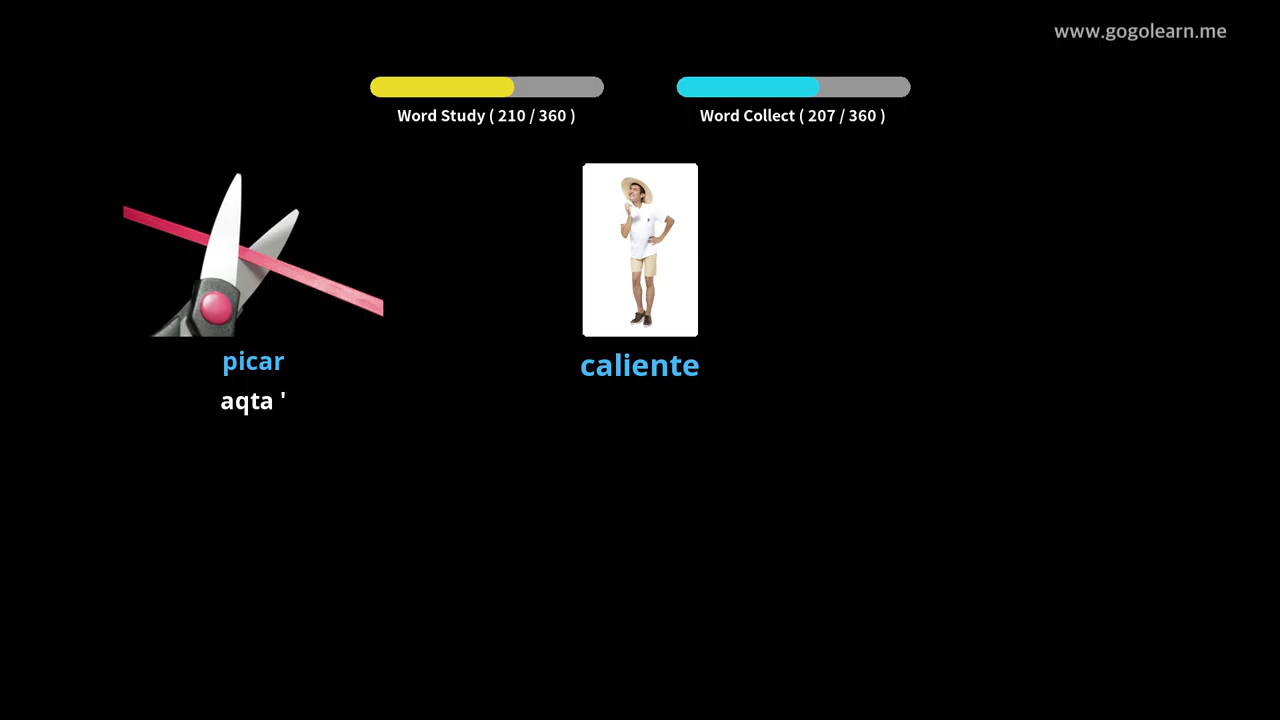 www.gogolearn.me
Word Study ( 210 / 360 )
Word Collect ( 207 / 360 )
picar
aqta '
caliente